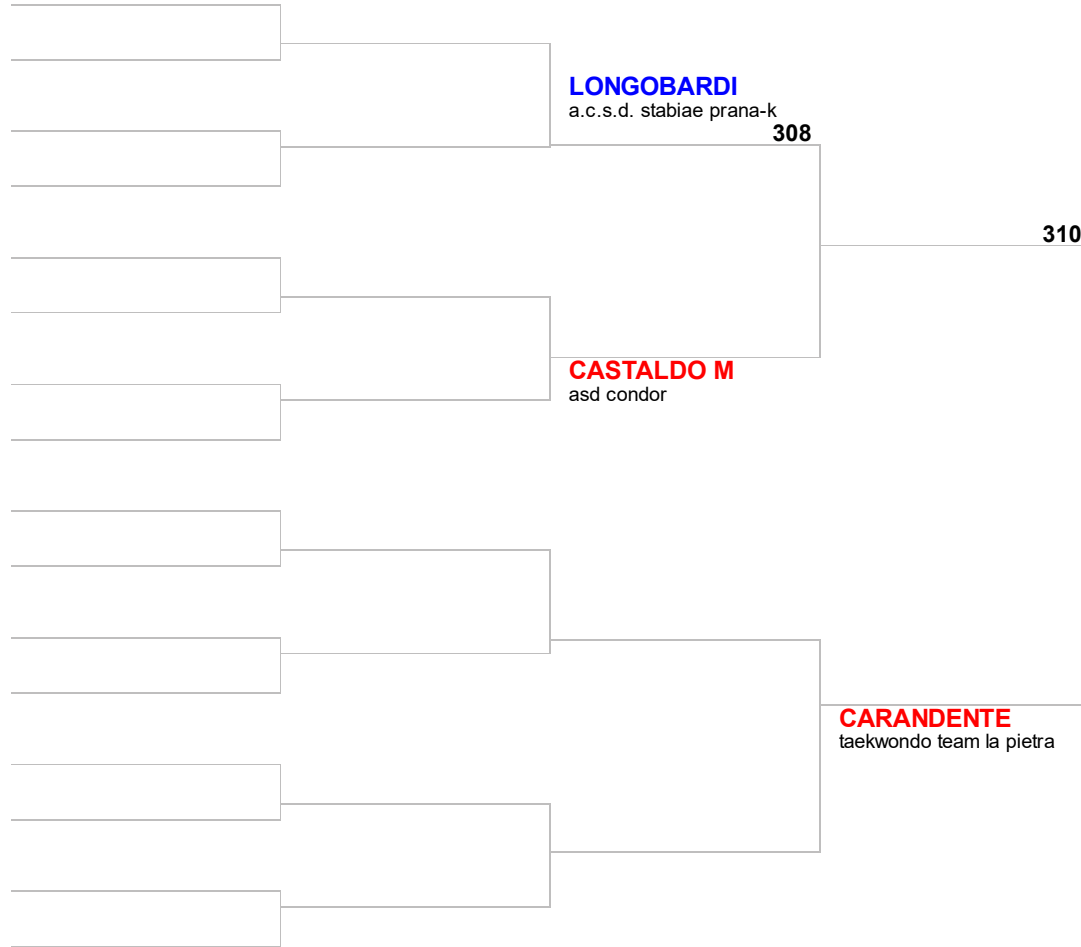 LONGOBARDI
a.c.s.d. stabiae prana-k
308
310
CASTALDO M
asd condor
CARANDENTE
taekwondo team la pietra